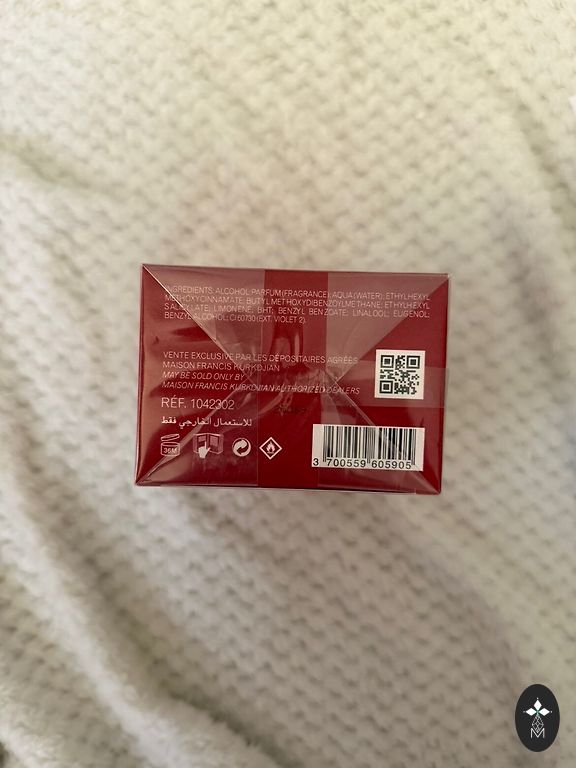 INGREDIENTS: ALCOHOL; PARFUM (FRAGRANCE); AQUA (WATER); ETHYLHEXYL
METHOXYCINNAMATE; BUTYL METHOXYDIBENZOYLMETHANE; ETHYLHEXYL
SALICYLATE; LIMONENE; BHT; BENZYL BENZOATE; LINALOOL; EUGENOL;
BENZYL ALCOHOL; CI 60730 (EXT. VIOLET 2).
VENTE EXCLUSIVE PAR LES DÉPOSITAIRES AGRÉÉS
MAISON FRANCIS KURKDJIAN
MAY BE SOLD ONLY BY
MAISON FRANCIS KURKDJIAN AUTHORIZED DEALERS
RÉF. 1042302
للاستعمال الخارجي فقط
36M
3 700559 605905
M